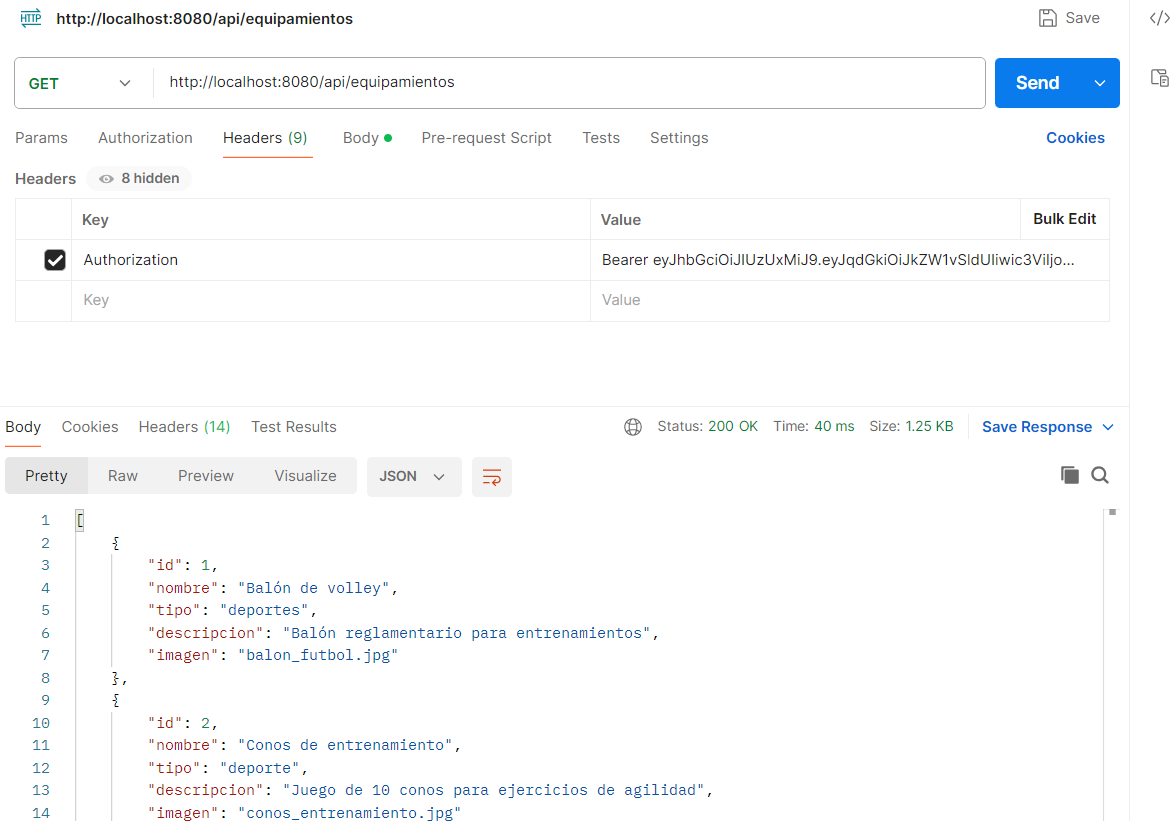 HTTP http://localhost:8080/api/equipamientos Save </>
GET http://localhost:8080/api/equipamientos Send
Params Authorization Headers (9) Body Pre-request Script Tests Settings Cookies
Headers 8 hidden
Key Value Bulk Edit
Authorization Bearer eyJhbGciOiJIUzUxMiJ9.eyJqdGkiOiJkZW1vSldUIiwic3ViIjo...
Key Value
Body Cookies Headers (14) Test Results Status: 200 OK Time: 40 ms Size: 1.25 KB Save Response
Pretty Raw Preview Visualize JSON
1 [
2 {
3 "id": 1,
4 "nombre": "Balón de volley",
5 "tipo": "deportes",
6 "descripcion": "Balón reglamentario para entrenamientos",
7 "imagen": "balon_futbol.jpg"
8 },
9 {
10 "id": 2,
11 "nombre": "Conos de entrenamiento",
12 "tipo": "deporte",
13 "descripcion": "Juego de 10 conos para ejercicios de agilidad",
14 "imagen": "conos_entrenamiento.jpg"